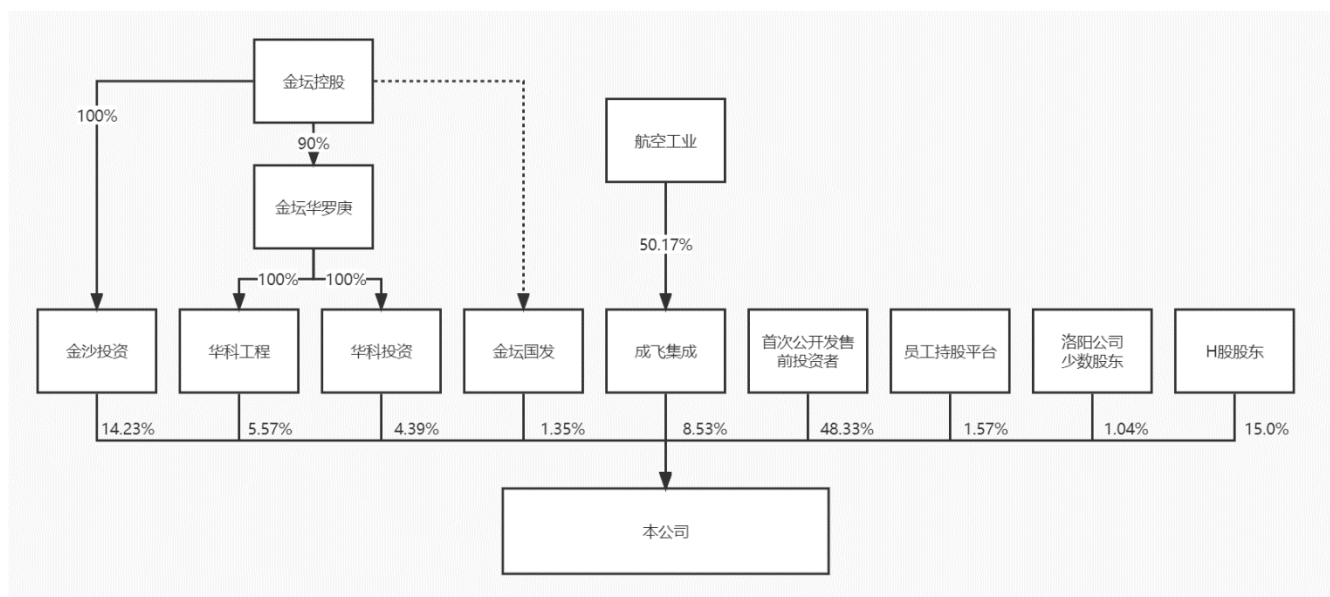 金坛控股
100%
90%
航空工业
金坛华罗庚
50.17%
100%
100%
金沙投资
华科工程
华科投资
金坛国发
成飞集成
首次公开发售
前投资者
员工持股平台
洛阳公司
少数股东
H股股东
14.23%
5.57%
4.39%
1.35%
8.53%
48.33%
1.57%
1.04%
15.0%
本公司